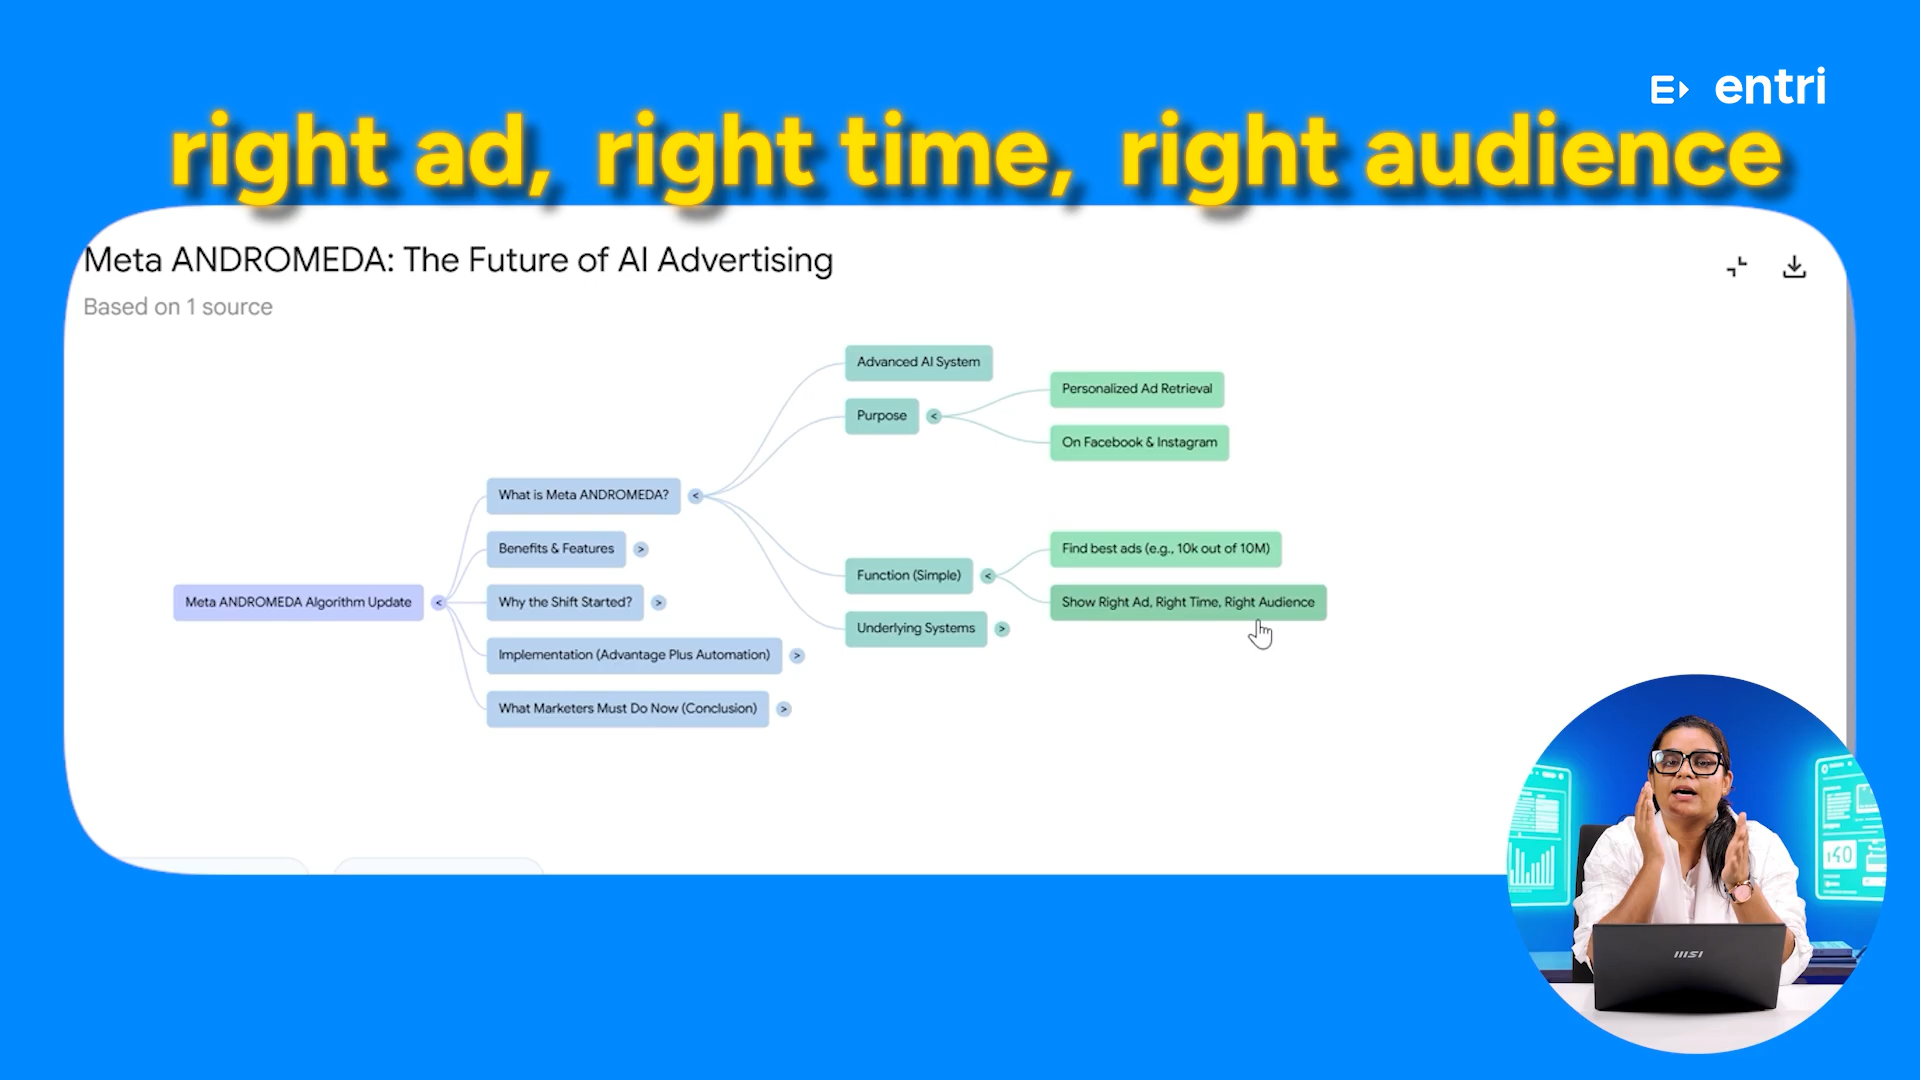 entri
right ad, right time, right audience
Meta ANDROMEDA: The Future of AI Advertising
Based on 1 source
Advanced AI System
Personalized Ad Retrieval
Purpose <
On Facebook & Instagram
What is Meta ANDROMEDA? <
Benefits & Features >
Find best ads (e.g., 10k out of 10M)
Function (Simple) <
Meta ANDROMEDA Algorithm Update <
Why the Shift Started? >
Show Right Ad, Right Time, Right Audience
Underlying Systems >
Implementation (Advantage Plus Automation) >
What Marketers Must Do Now (Conclusion) >
140
msi